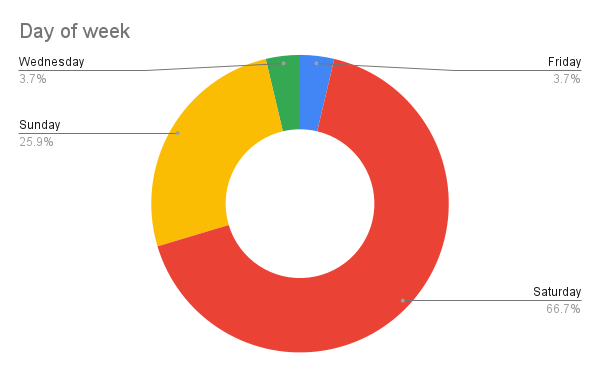 Day of week
Wednesday
3.7%
Friday
3.7%
Sunday
25.9%
Saturday
66.7%